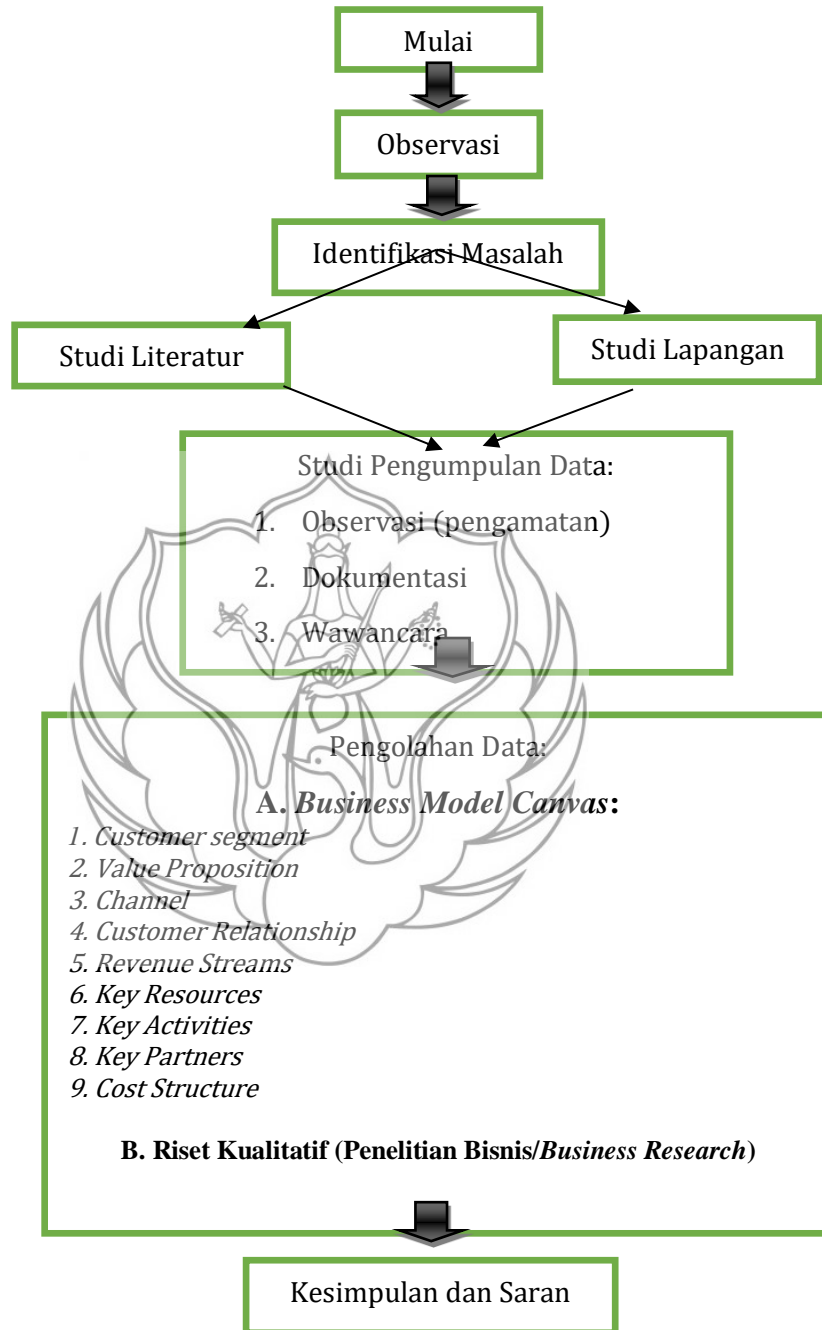 Mulai
Observasi
Identifikasi Masalah
Studi Literatur
Studi Lapangan
Studi Pengumpulan Data:
1. Observasi (pengamatan)
2. Dokumentasi
3. Wawancara
Pengolahan Data:
A. Business Model Canvas:
1. Customer segment
2. Value Proposition
3. Channel
4. Customer Relationship
5. Revenue Streams
6. Key Resources
7. Key Activities
8. Key Partners
9. Cost Structure
B. Riset Kualitatif (Penelitian Bisnis/Business Research)
Kesimpulan dan Saran